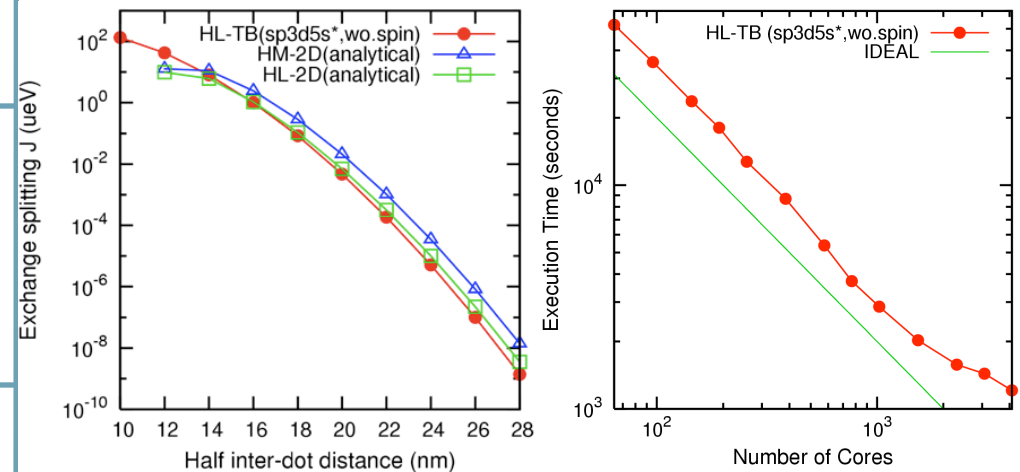 HL-TB(sp3d5s*,wo.spin)
HM-2D(analytical)
HL-2D(analytical)
Exchange splitting J (ueV)
10^2
10^0
10^-2
10^-4
10^-6
10^-8
10^-10
10 12 14 16 18 20 22 24 26 28
Half inter-dot distance (nm)
HL-TB (sp3d5s*,wo.spin)
IDEAL
Execution Time (seconds)
10^4
10^3
10^2 10^3
Number of Cores